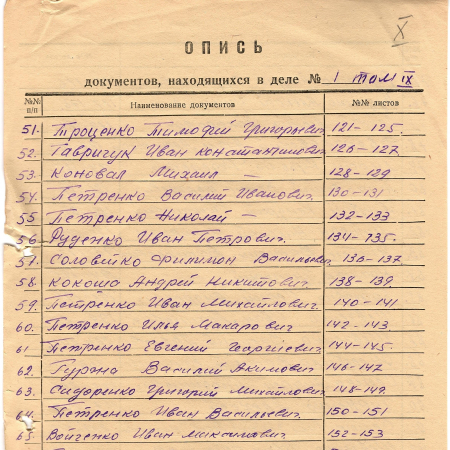 X
ОПИСЬ
документов, находящихся в деле № 1 том IX
№№ п/п Наименование документов №№ листов
51. Троценко Тимофей Григорьевич 121-125.
52. Гавричук Иван Константинович 126-127
53. Коновал Михаил — 128-129
54. Петренко Василий Иванович. 130-131
55 Петренко Николай — 132-133
56. Руденко Иван Петрович. 134-135.
57. Соловейко Филимон Васильевич 136-137
58. Кокоша Андрей Никитович. 138-139
59. Петренко Иван Михайлович. 140-141
60. Петренко Илья Макарович 142-143
61 Петренко Евгений Георгиевич. 144-145.
62. Василий Акимович 146-147
63. Сидоренко Григорий Михайлович 148-149.
64. Петренко Иван Васильевич 150-151
65. Войченко Иван Максимович. 152-153